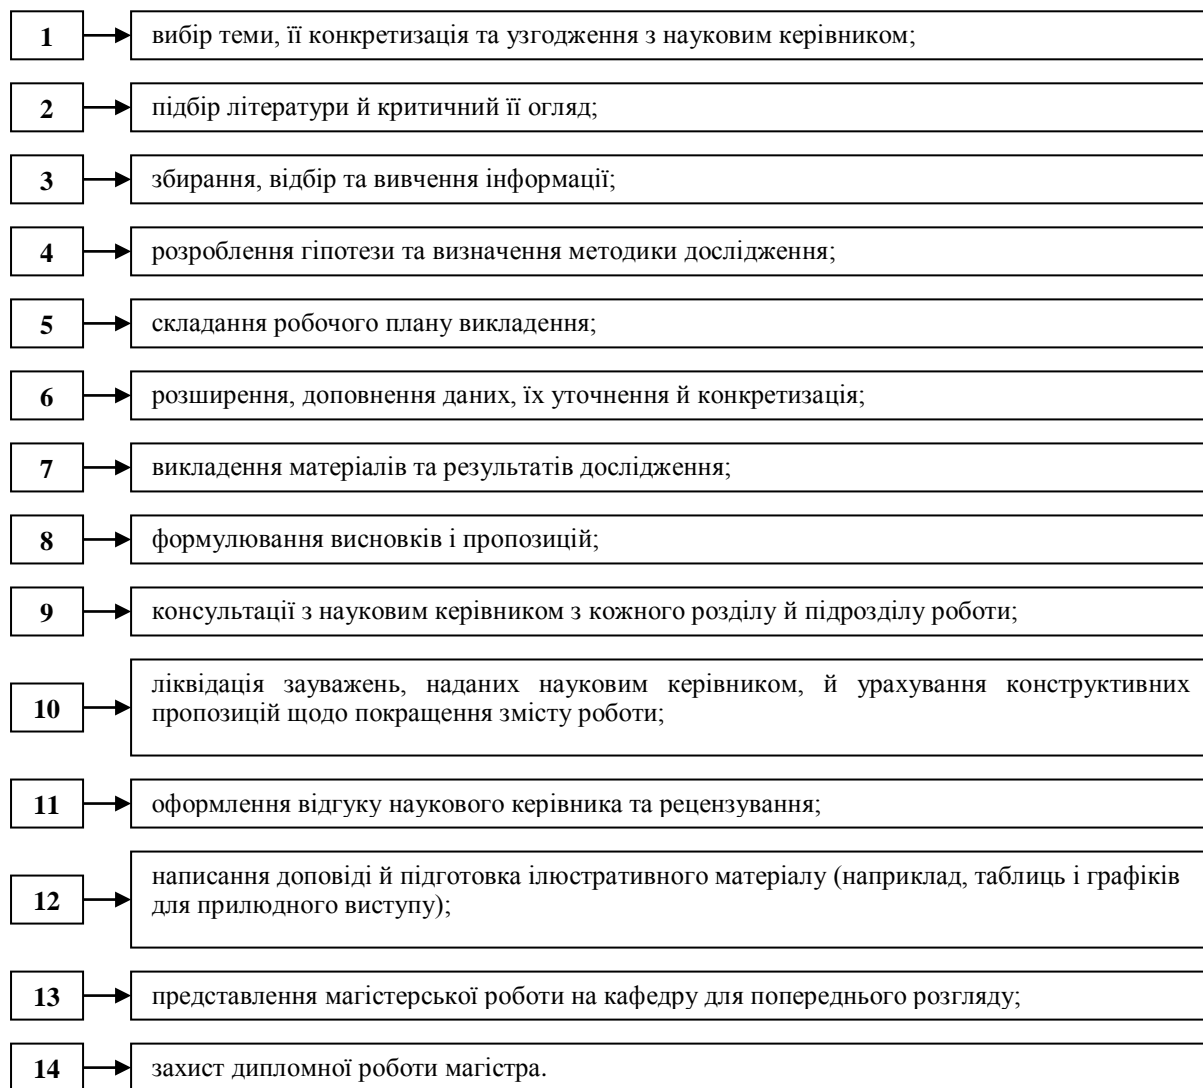 1 вибір теми, її конкретизація та узгодження з науковим керівником;
2 підбір літератури й критичний її огляд;
3 збирання, відбір та вивчення інформації;
4 розроблення гіпотези та визначення методики дослідження;
5 складання робочого плану викладення;
6 розширення, доповнення даних, їх уточнення й конкретизація;
7 викладення матеріалів та результатів дослідження;
8 формулювання висновків і пропозицій;
9 консультації з науковим керівником з кожного розділу й підрозділу роботи;
10 ліквідація зауважень, наданих науковим керівником, й урахування конструктивних
пропозицій щодо покращення змісту роботи;
11 оформлення відгуку наукового керівника та рецензування;
12 написання доповіді й підготовка ілюстративного матеріалу (наприклад, таблиць і графіків
для прилюдного виступу);
13 представлення магістерської роботи на кафедру для попереднього розгляду;
14 захист дипломної роботи магістра.